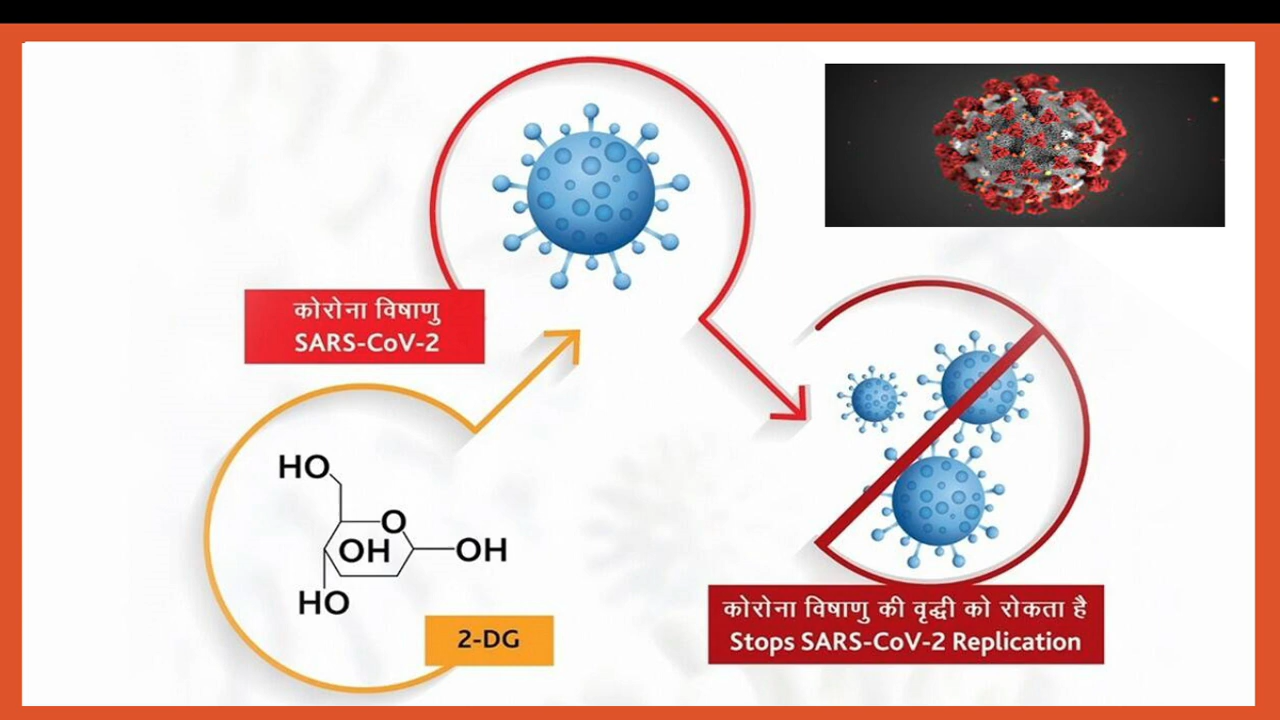 कोरोना विषाणु
SARS-CoV-2
HO
O
OH
OH
HO
2-DG
कोरोना विषाणु की वृद्धी को रोकता है
Stops SARS-CoV-2 Replication